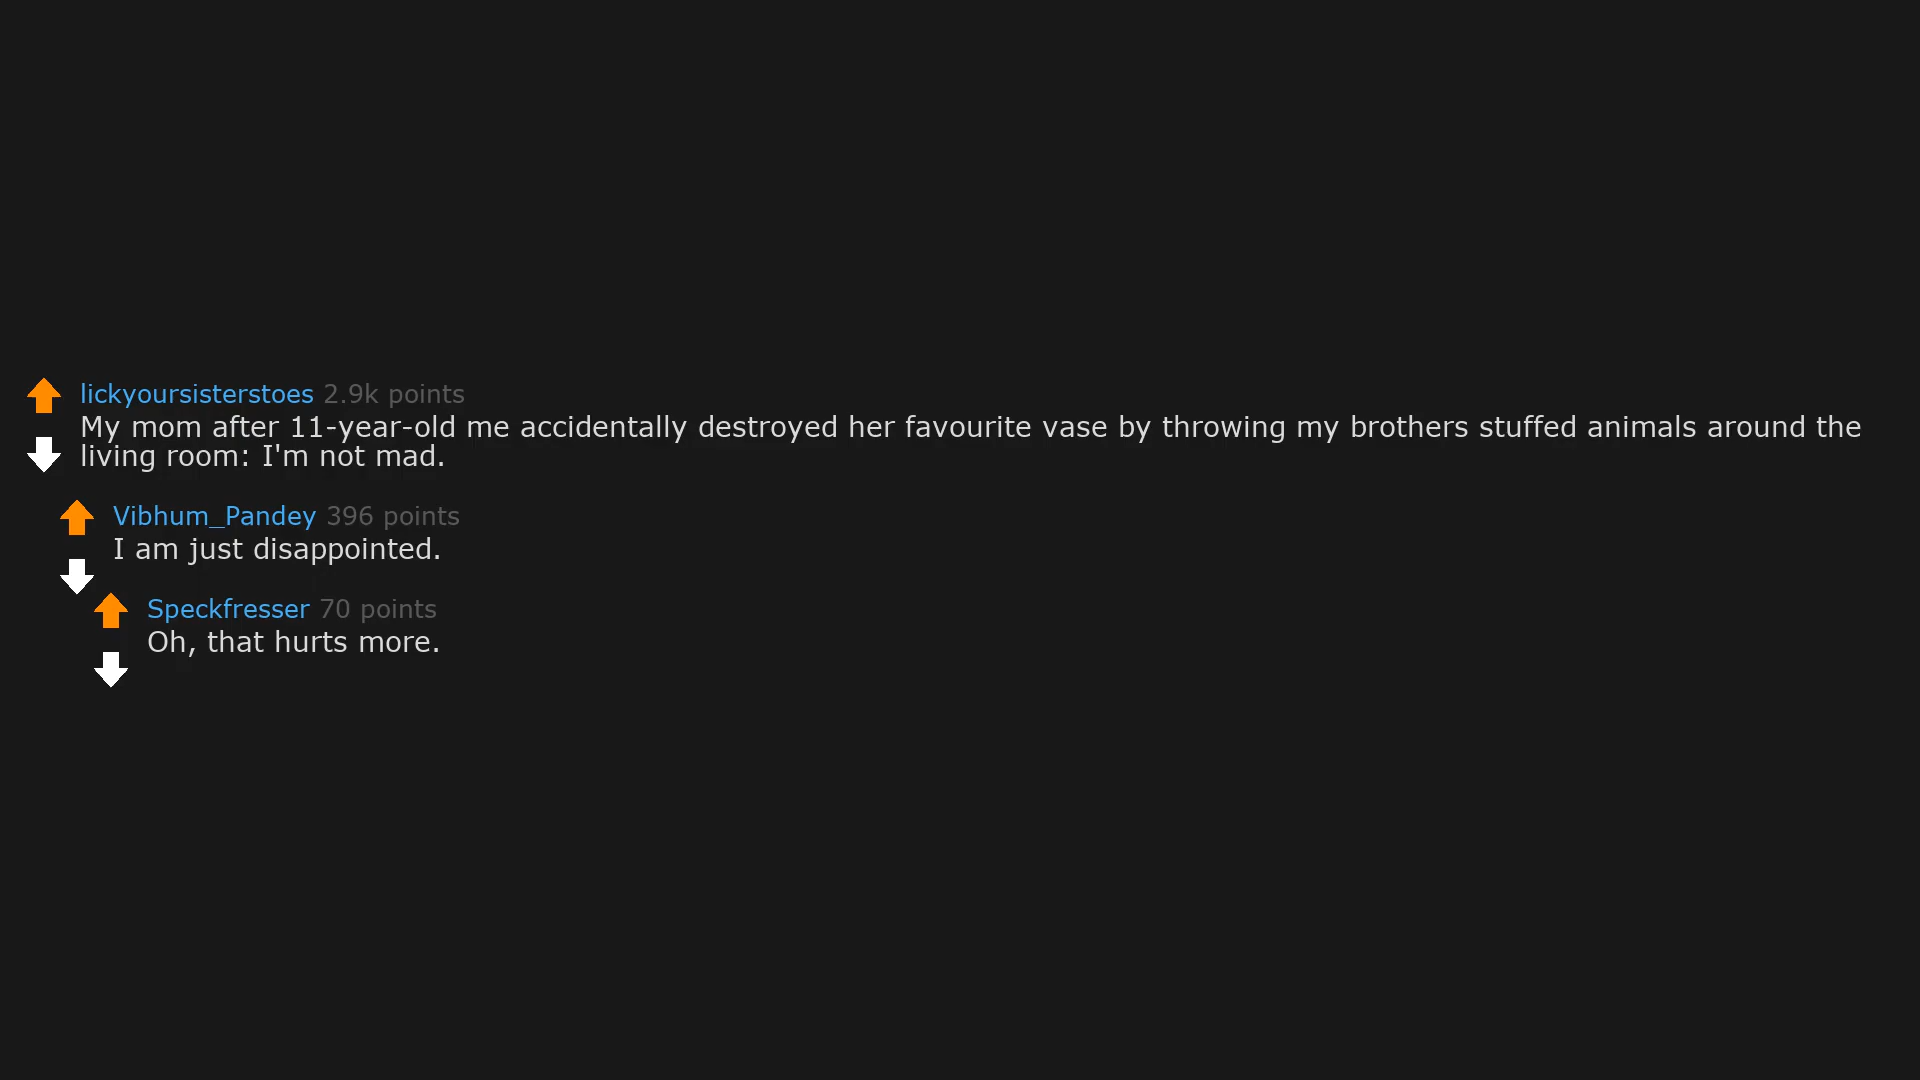 lickyoursisterstoes 2.9k points
My mom after 11-year-old me accidentally destroyed her favourite vase by throwing my brothers stuffed animals around the
living room: I'm not mad.
Vibhum_Pandey 396 points
I am just disappointed.
Speckfresser 70 points
Oh, that hurts more.